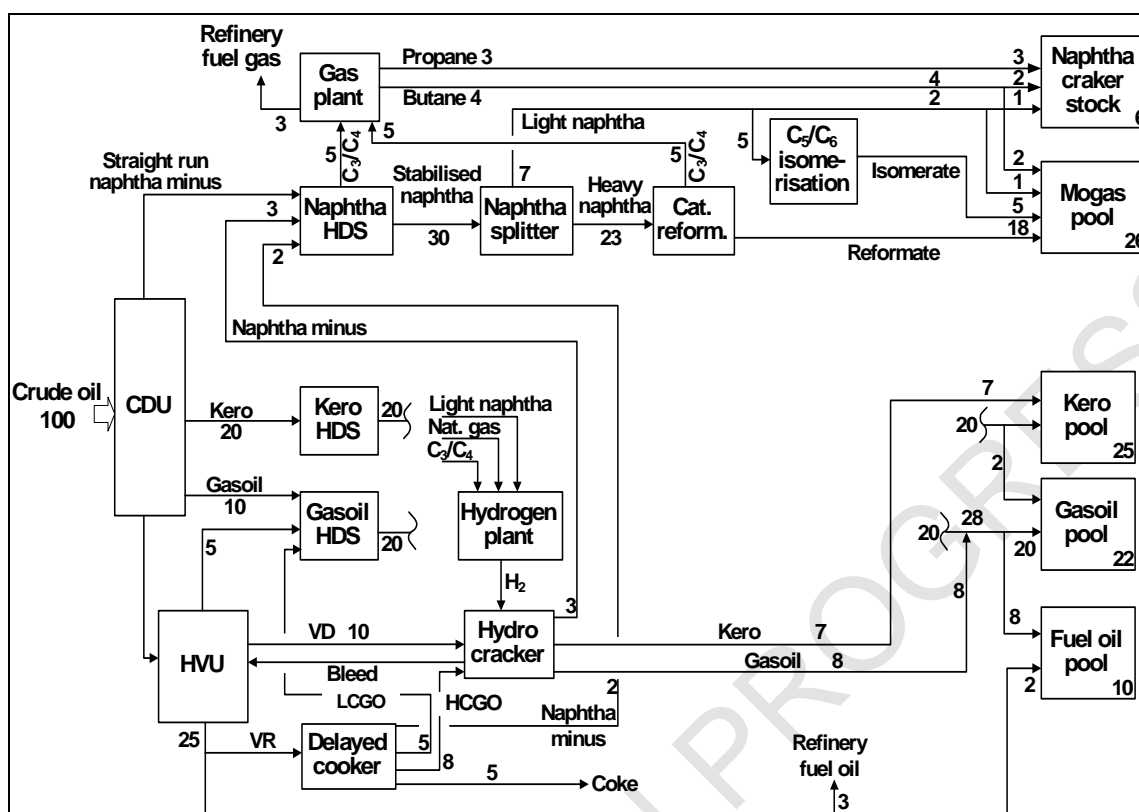 Refinery
fuel gas
3
Gas
plant
Propane 3
Butane 4
3
4
2
2
1
Naphtha
craker
stock
6
Light naphtha
5
C3/C4
5
5
C3/C4
7
5
C5/C6
isome-
risation
Isomerate
2
1
5
18
Mogas
pool
26
Straight run
naphtha minus
3
2
Naphtha
HDS
Stabilised
naphtha
30
Naphtha
splitter
Heavy
naphtha
23
Cat.
reform.
Reformate
Naphtha minus
Crude oil
100
CDU
Kero
20
Kero
HDS
20
Light naphtha
Nat. gas
C3/C4
7
20
2
Kero
pool
25
Gasoil
10
Gasoil
HDS
20
5
Hydrogen
plant
H2
20
28
20
8
8
Gasoil
pool
22
HVU
VD 10
Bleed
LCGO
HCGO
Hydro
cracker
3
Kero 7
Gasoil 8
2
Naphtha
minus
Fuel oil
pool
10
2
25
VR
Delayed
cooker
5
8
5
Coke
Refinery
fuel oil
3
PROGRESS